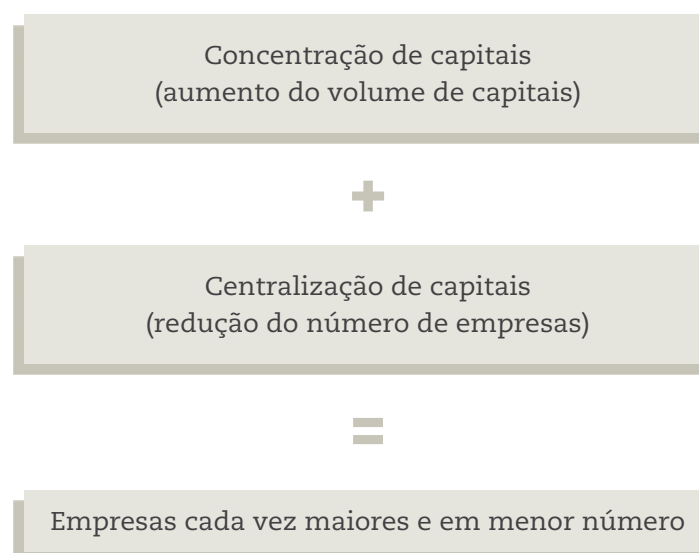 Concentração de capitais
(aumento do volume de capitais)
+
Centralização de capitais
(redução do número de empresas)
=
Empresas cada vez maiores e em menor número